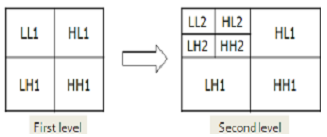 LL1 HL1
LH1 HH1
First level
LL2 HL2
LH2 HH2
HL1
LH1 HH1
Second level